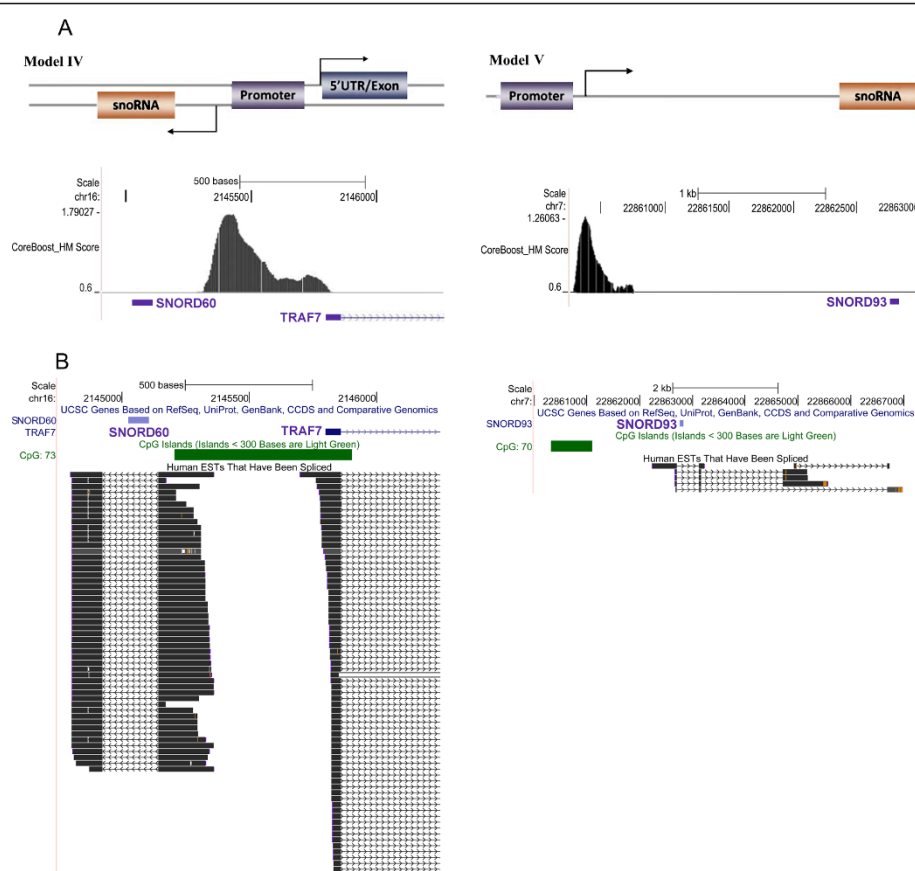 A
Model IV
5'UTR/Exon
Promoter
snoRNA
Scale
500 bases
chr16:
2145500
2146000
1.79027 -
CoreBoost_HM Score
0.6 _
SNORD60
TRAF7
Model V
Promoter
snoRNA
Scale
1 kb
chr7:
22861000
22861500
22862000
22862500
22863000
1.26063 -
CoreBoost_HM Score
0.6 _
SNORD93
B
Scale
500 bases
chr16:
2145000
2145500
2146000
UCSC Genes Based on RefSeq, UniProt, GenBank, CCDS and Comparative Genomics
SNORD60
TRAF7
SNORD60
TRAF7
CpG Islands (Islands < 300 Bases are Light Green)
CpG: 73
Human ESTs That Have Been Spliced
Scale
2 kb
chr7:
22861000
22862000
22863000
22864000
22865000
22866000
22867000
UCSC Genes Based on RefSeq, UniProt, GenBank, CCDS and Comparative Genomics
SNORD93
SNORD93
CpG Islands (Islands < 300 Bases are Light Green)
CpG: 70
Human ESTs That Have Been Spliced